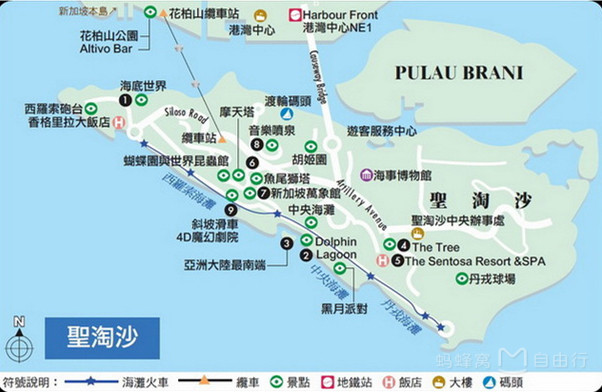 新加坡本島
花柏山纜車站
Harbour Front
港灣中心
港灣中心NE1
花柏山公園
Altivo Bar
Causeway Bridge
PULAU BRANI
海底世界
1
西羅索砲台
香格里拉大飯店
H
Siloso Road
摩天塔
渡輪碼頭
纜車站
音樂噴泉
8
遊客服務中心
6
胡姬園
蝴蝶園與世界昆蟲館
魚尾獅塔
海事博物館
西羅索海灘
7
新加坡萬象館
Artillery Avenue
聖淘沙
9
中央海灘
聖淘沙中央辦事處
斜坡滑車
4D魔幻劇院
3
Dolphin
Lagoon
2
4
The Tree
H
5
The Sentosa Resort &SPA
亞洲大陸最南端
中央海灘
丹戎球場
黑月派對
丹戎海灘
N
聖淘沙
螞蜂窩 自由行
符號說明：
海灘火車
纜車
景點
地鐵站
H
飯店
大樓
碼頭